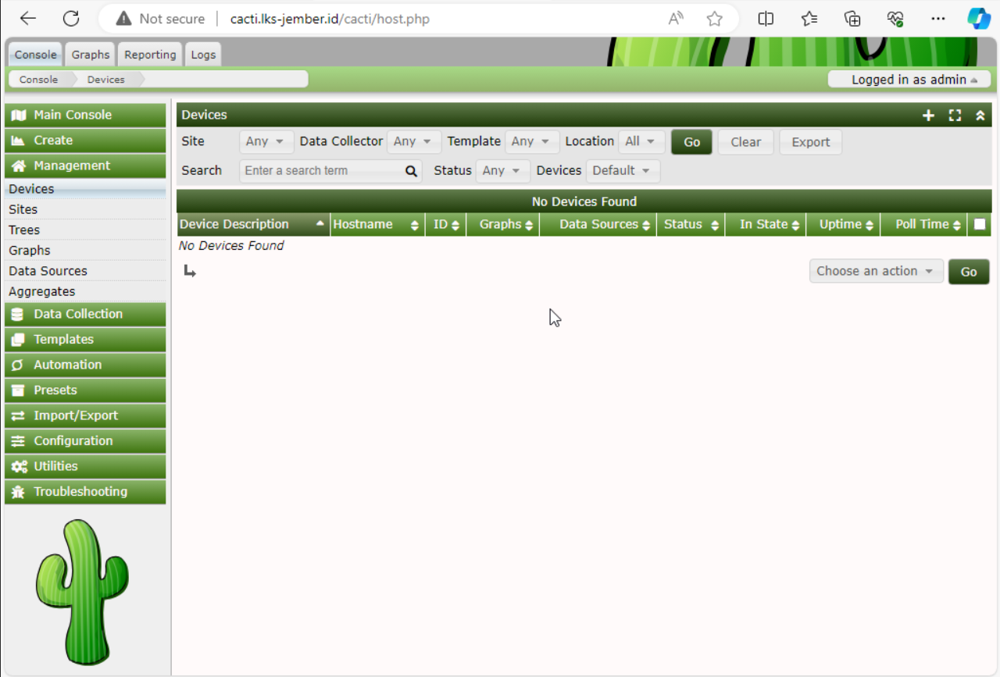 Not secure cacti.lks-jember.id/cacti/host.php
Console Graphs Reporting Logs
Console Devices Logged in as admin
Main Console
Create
Management
Devices
Sites
Trees
Graphs
Data Sources
Aggregates
Data Collection
Templates
Automation
Presets
Import/Export
Configuration
Utilities
Troubleshooting
Devices
Site Any Data Collector Any Template Any Location All Go Clear Export
Search Enter a search term Status Any Devices Default
No Devices Found
Device Description Hostname ID Graphs Data Sources Status In State Uptime Poll Time
No Devices Found
Choose an action Go